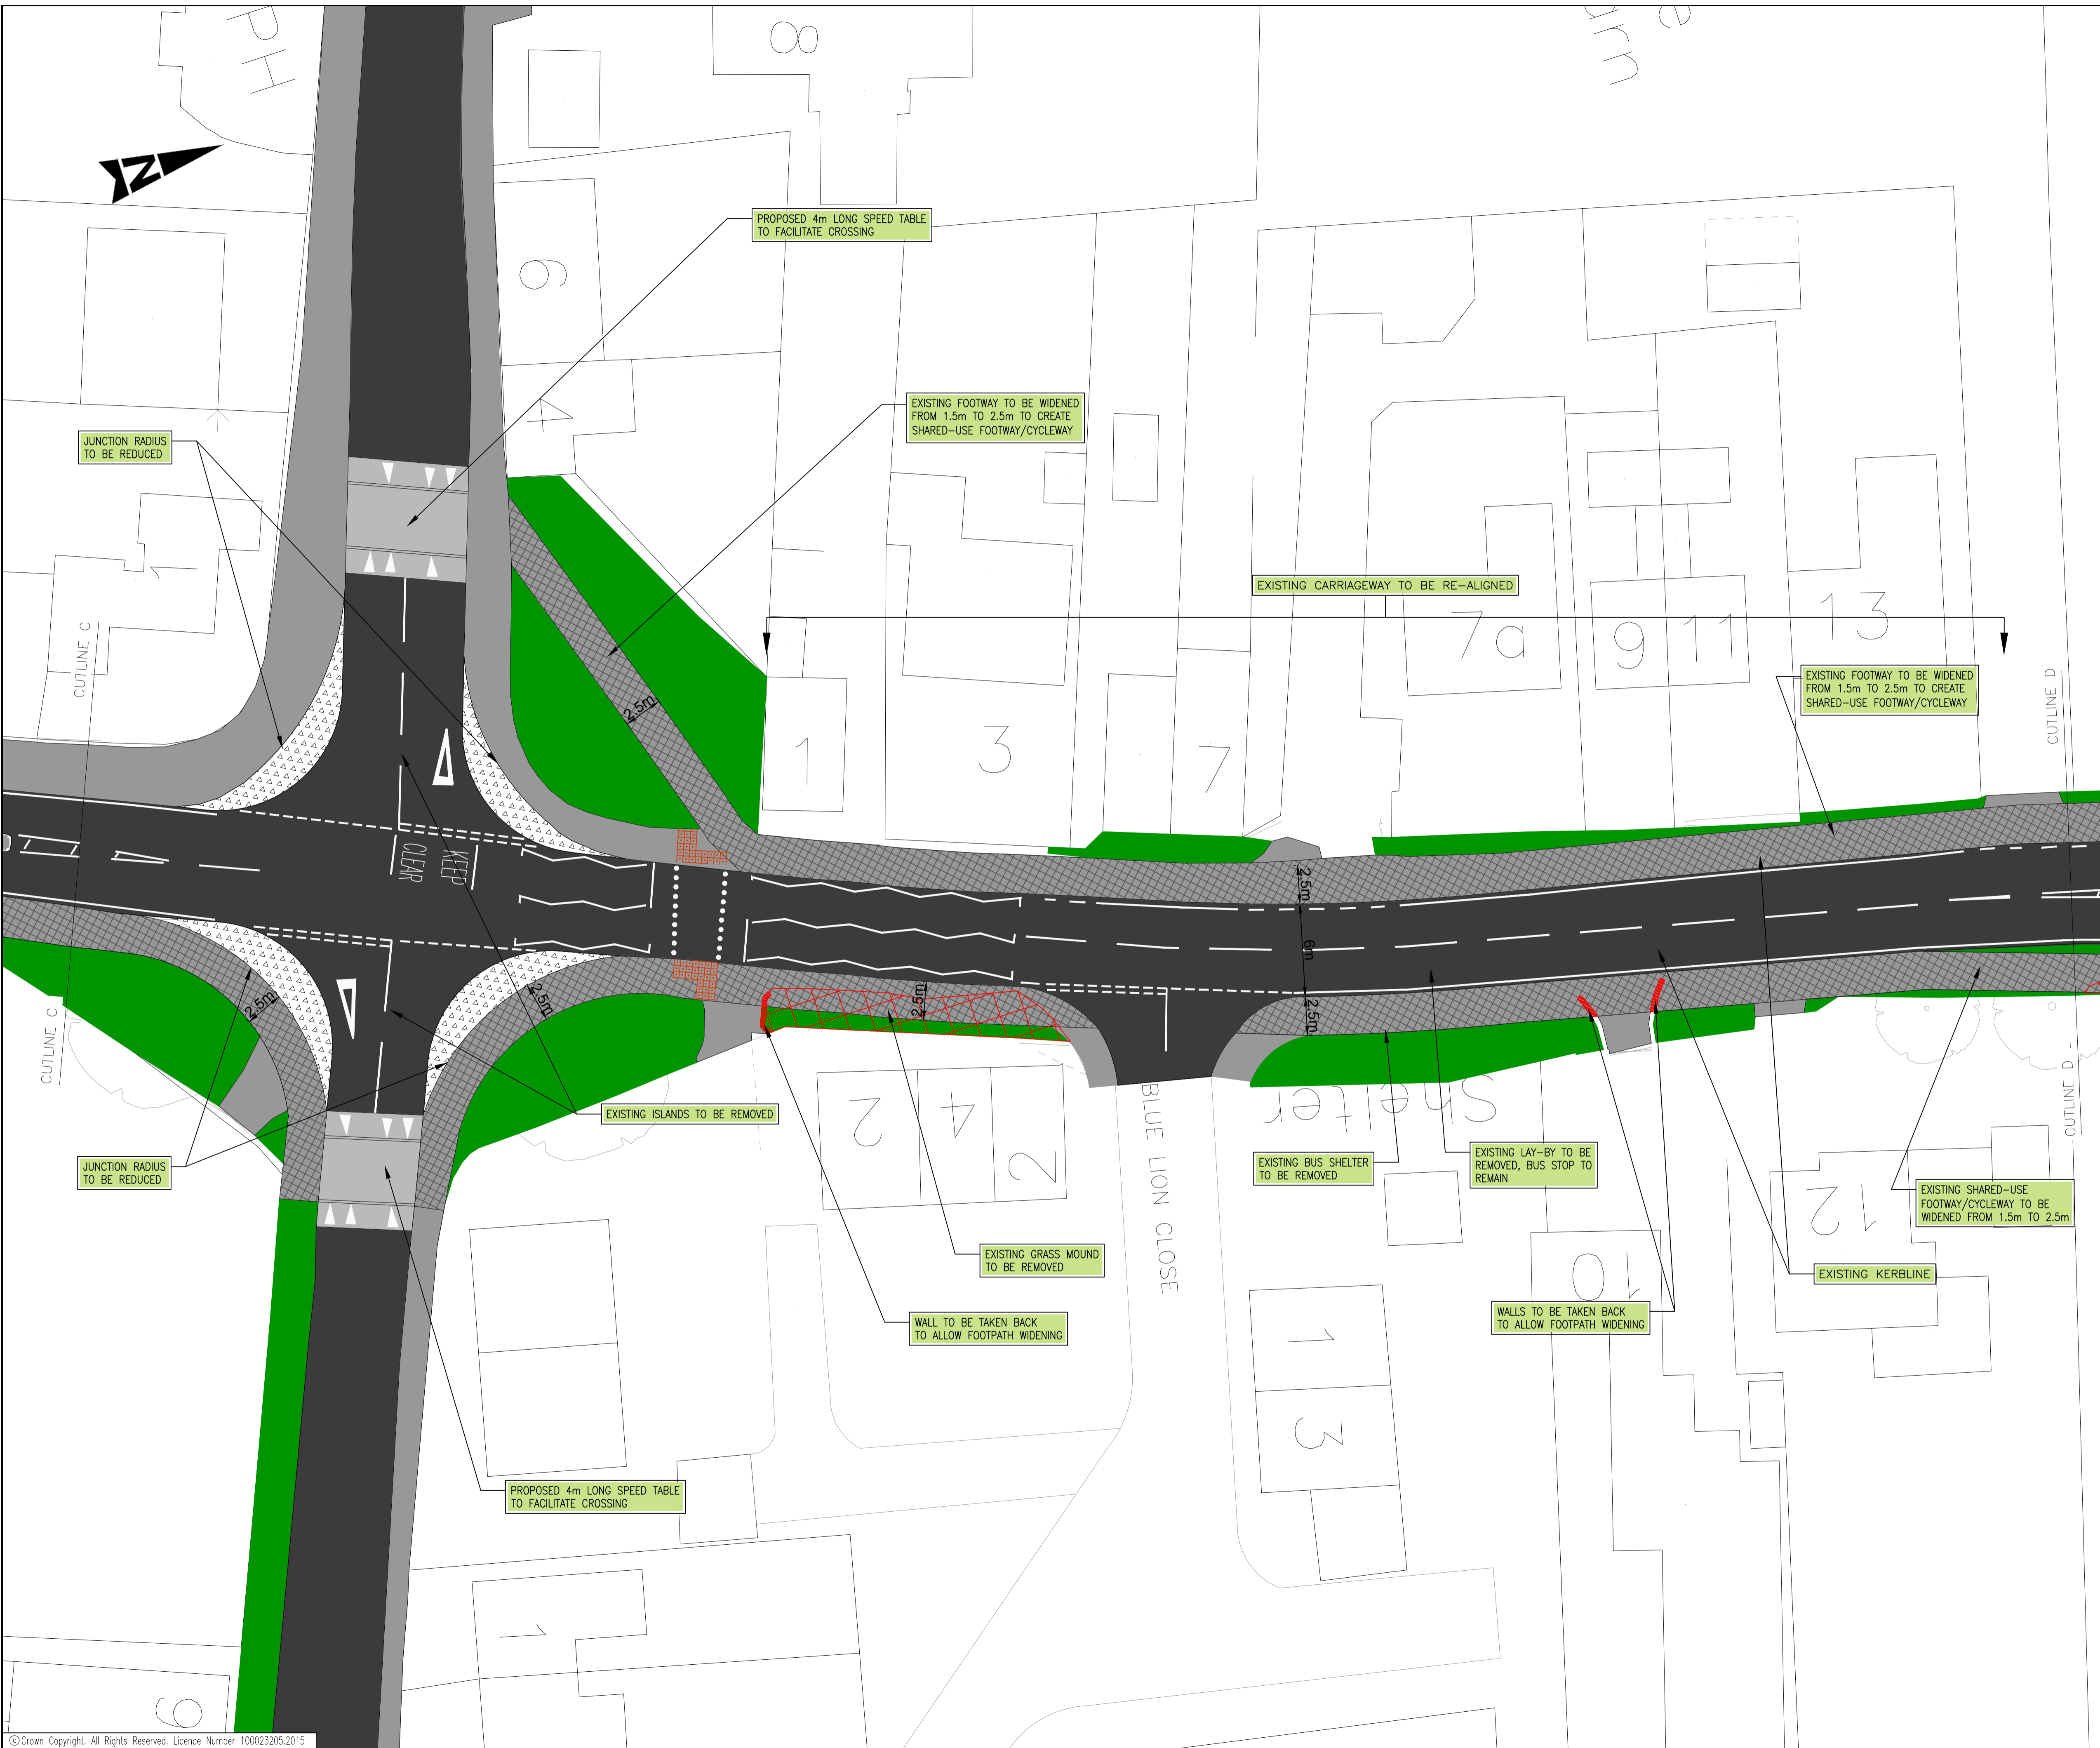 PH
8
N
PROPOSED 4m LONG SPEED TABLE
TO FACILITATE CROSSING
6
4
EXISTING FOOTWAY TO BE WIDENED
FROM 1.5m TO 2.5m TO CREATE
SHARED-USE FOOTWAY/CYCLEWAY
JUNCTION RADIUS
TO BE REDUCED
1
CUTLINE C
EXISTING CARRIAGEWAY TO BE RE-ALIGNED
7a
9
11
13
EXISTING FOOTWAY TO BE WIDENED
FROM 1.5m TO 2.5m TO CREATE
SHARED-USE FOOTWAY/CYCLEWAY
CUTLINE D
2.5m
1
3
7
KEEP
CLEAR
2.5m
6m
2.5m
2.5m
2.5m
2.5m
CUTLINE C
EXISTING ISLANDS TO BE REMOVED
2
4
2
BLUE LION CLOSE
Shelter
CUTLINE D -
JUNCTION RADIUS
TO BE REDUCED
EXISTING BUS SHELTER
TO BE REMOVED
EXISTING LAY-BY TO BE
REMOVED, BUS STOP TO
REMAIN
12
EXISTING SHARED-USE
FOOTWAY/CYCLEWAY TO BE
WIDENED FROM 1.5m TO 2.5m
EXISTING GRASS MOUND
TO BE REMOVED
10
EXISTING KERBLINE
WALL TO BE TAKEN BACK
TO ALLOW FOOTPATH WIDENING
WALLS TO BE TAKEN BACK
TO ALLOW FOOTPATH WIDENING
1
3
PROPOSED 4m LONG SPEED TABLE
TO FACILITATE CROSSING
1
9
©Crown Copyright. All Rights Reserved. Licence Number 100023205.2015